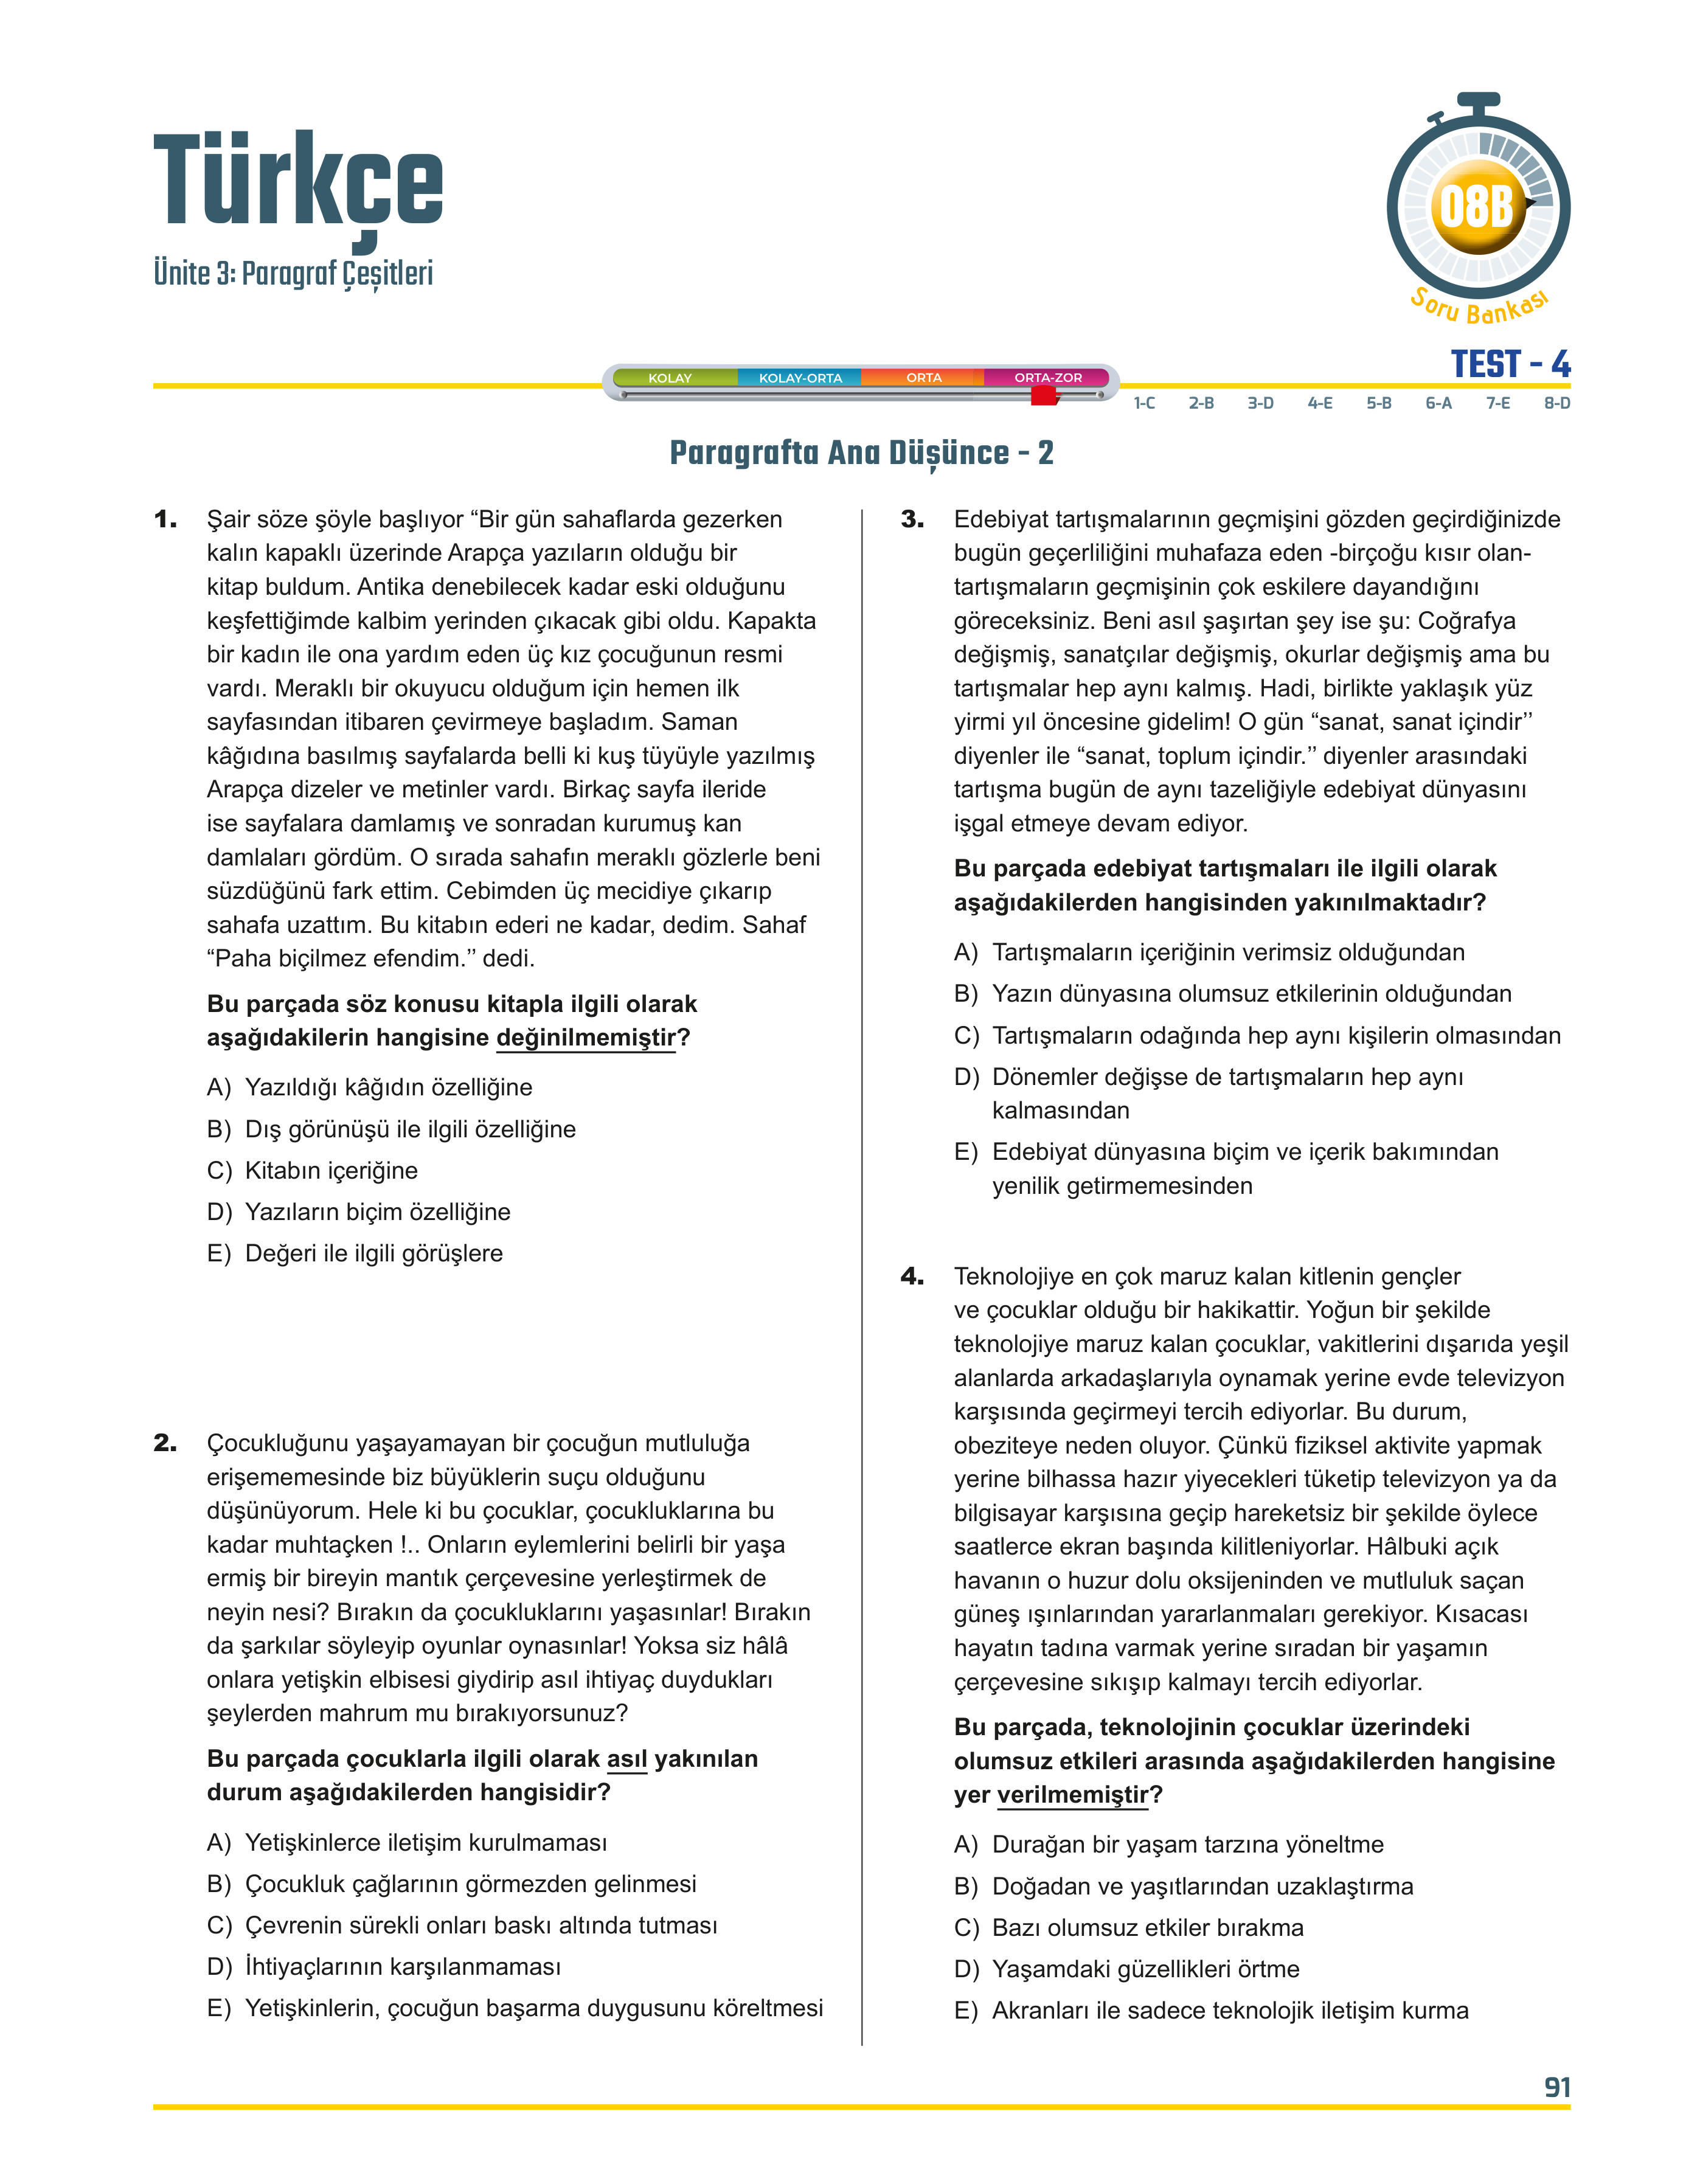 Türkçe
Ünite 3: Paragraf Çeşitleri
08B
Soru Bankası
TEST - 4
KOLAY KOLAY-ORTA ORTA ORTA-ZOR
1-C 2-B 3-D 4-E 5-B 6-A 7-E 8-D
Paragrafta Ana Düşünce - 2
1. Şair söze şöyle başlıyor “Bir gün sahaflarda gezerken
kalın kapaklı üzerinde Arapça yazıların olduğu bir
kitap buldum. Antika denebilecek kadar eski olduğunu
keşfettiğimde kalbim yerinden çıkacak gibi oldu. Kapakta
bir kadın ile ona yardım eden üç kız çocuğunun resmi
vardı. Meraklı bir okuyucu olduğum için hemen ilk
sayfasından itibaren çevirmeye başladım. Saman
kâğıdına basılmış sayfalarda belli ki kuş tüyüyle yazılmış
Arapça dizeler ve metinler vardı. Birkaç sayfa ileride
ise sayfalara damlamış ve sonradan kurumuş kan
damlaları gördüm. O sırada sahafın meraklı gözlerle beni
süzdüğünü fark ettim. Cebimden üç mecidiye çıkarıp
sahafa uzattım. Bu kitabın ederi ne kadar, dedim. Sahaf
“Paha biçilmez efendim.’’ dedi.
Bu parçada söz konusu kitapla ilgili olarak
aşağıdakilerin hangisine değinilmemiştir?
A) Yazıldığı kâğıdın özelliğine
B) Dış görünüşü ile ilgili özelliğine
C) Kitabın içeriğine
D) Yazıların biçim özelliğine
E) Değeri ile ilgili görüşlere
2. Çocukluğunu yaşayamayan bir çocuğun mutluluğa
erişememesinde biz büyüklerin suçu olduğunu
düşünüyorum. Hele ki bu çocuklar, çocukluklarına bu
kadar muhtaçken !.. Onların eylemlerini belirli bir yaşa
ermiş bir bireyin mantık çerçevesine yerleştirmek de
neyin nesi? Bırakın da çocukluklarını yaşasınlar! Bırakın
da şarkılar söyleyip oyunlar oynasınlar! Yoksa siz hâlâ
onlara yetişkin elbisesi giydirip asıl ihtiyaç duydukları
şeylerden mahrum mu bırakıyorsunuz?
Bu parçada çocuklarla ilgili olarak asıl yakınılan
durum aşağıdakilerden hangisidir?
A) Yetişkinlerce iletişim kurulmaması
B) Çocukluk çağlarının görmezden gelinmesi
C) Çevrenin sürekli onları baskı altında tutması
D) İhtiyaçlarının karşılanmaması
E) Yetişkinlerin, çocuğun başarma duygusunu köreltmesi
3. Edebiyat tartışmalarının geçmişini gözden geçirdiğinizde
bugün geçerliliğini muhafaza eden -birçoğu kısır olan-
tartışmaların geçmişinin çok eskilere dayandığını
göreceksiniz. Beni asıl şaşırtan şey ise şu: Coğrafya
değişmiş, sanatçılar değişmiş, okurlar değişmiş ama bu
tartışmalar hep aynı kalmış. Hadi, birlikte yaklaşık yüz
yirmi yıl öncesine gidelim! O gün “sanat, sanat içindir’’
diyenler ile “sanat, toplum içindir.’’ diyenler arasındaki
tartışma bugün de aynı tazeliğiyle edebiyat dünyasını
işgal etmeye devam ediyor.
Bu parçada edebiyat tartışmaları ile ilgili olarak
aşağıdakilerden hangisinden yakınılmaktadır?
A) Tartışmaların içeriğinin verimsiz olduğundan
B) Yazın dünyasına olumsuz etkilerinin olduğundan
C) Tartışmaların odağında hep aynı kişilerin olmasından
D) Dönemler değişse de tartışmaların hep aynı
kalmasından
E) Edebiyat dünyasına biçim ve içerik bakımından
yenilik getirmemesinden
4. Teknolojiye en çok maruz kalan kitlenin gençler
ve çocuklar olduğu bir hakikattir. Yoğun bir şekilde
teknolojiye maruz kalan çocuklar, vakitlerini dışarıda yeşil
alanlarda arkadaşlarıyla oynamak yerine evde televizyon
karşısında geçirmeyi tercih ediyorlar. Bu durum,
obeziteye neden oluyor. Çünkü fiziksel aktivite yapmak
yerine bilhassa hazır yiyecekleri tüketip televizyon ya da
bilgisayar karşısına geçip hareketsiz bir şekilde öylece
saatlerce ekran başında kilitleniyorlar. Hâlbuki açık
havanın o huzur dolu oksijeninden ve mutluluk saçan
güneş ışınlarından yararlanmaları gerekiyor. Kısacası
hayatın tadına varmak yerine sıradan bir yaşamın
çerçevesine sıkışıp kalmayı tercih ediyorlar.
Bu parçada, teknolojinin çocuklar üzerindeki
olumsuz etkileri arasında aşağıdakilerden hangisine
yer verilmemiştir?
A) Durağan bir yaşam tarzına yöneltme
B) Doğadan ve yaşıtlarından uzaklaştırma
C) Bazı olumsuz etkiler bırakma
D) Yaşamdaki güzellikleri örtme
E) Akranları ile sadece teknolojik iletişim kurma
91